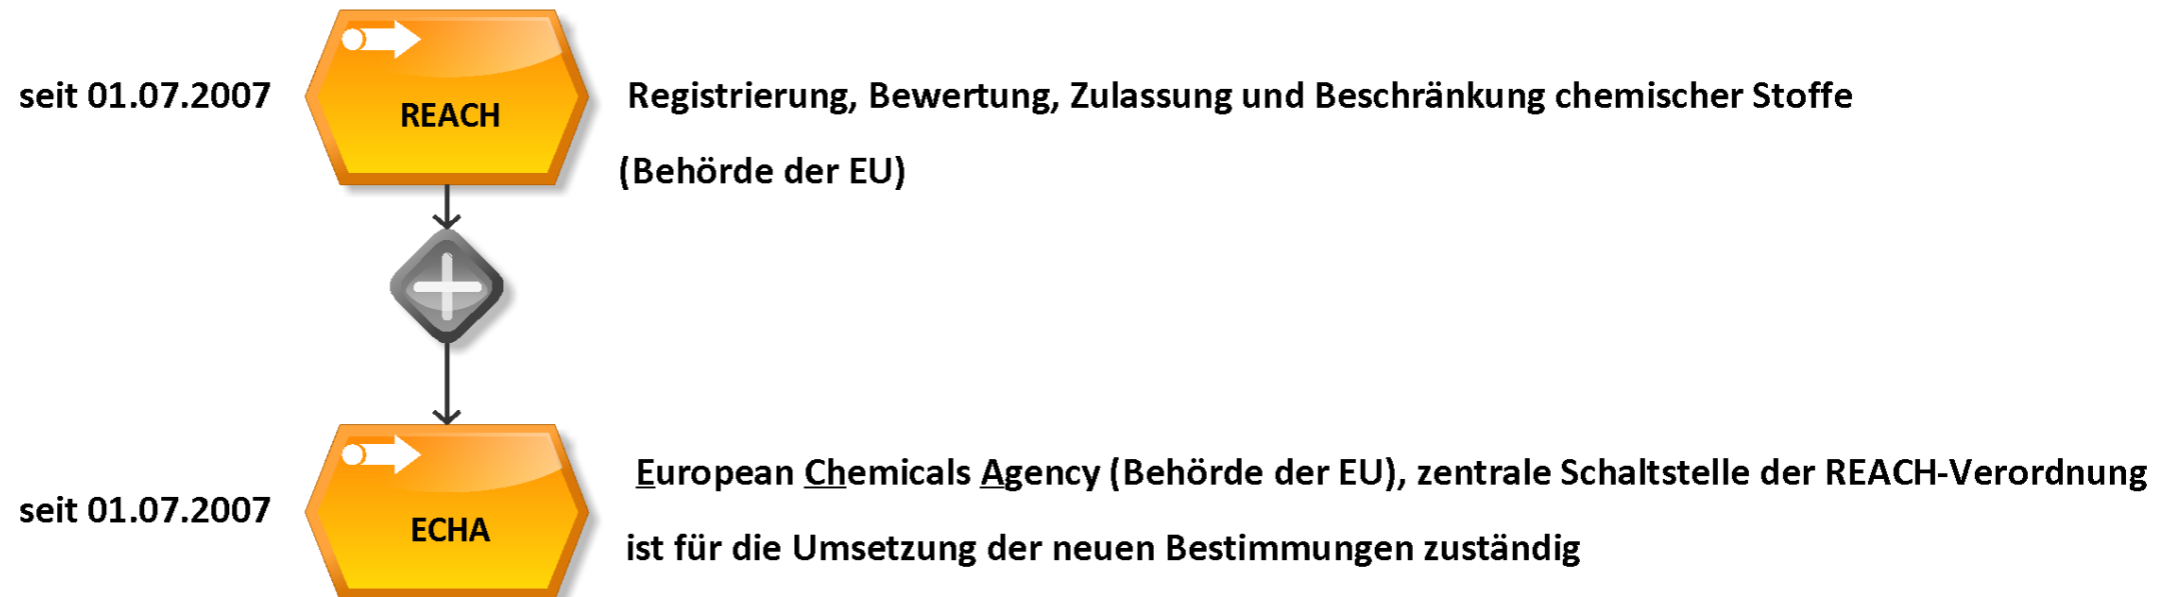 seit 01.07.2007
REACH
Registrierung, Bewertung, Zulassung und Beschränkung chemischer Stoffe
(Behörde der EU)
seit 01.07.2007
ECHA
European Chemicals Agency (Behörde der EU), zentrale Schaltstelle der REACH-Verordnung
ist für die Umsetzung der neuen Bestimmungen zuständig